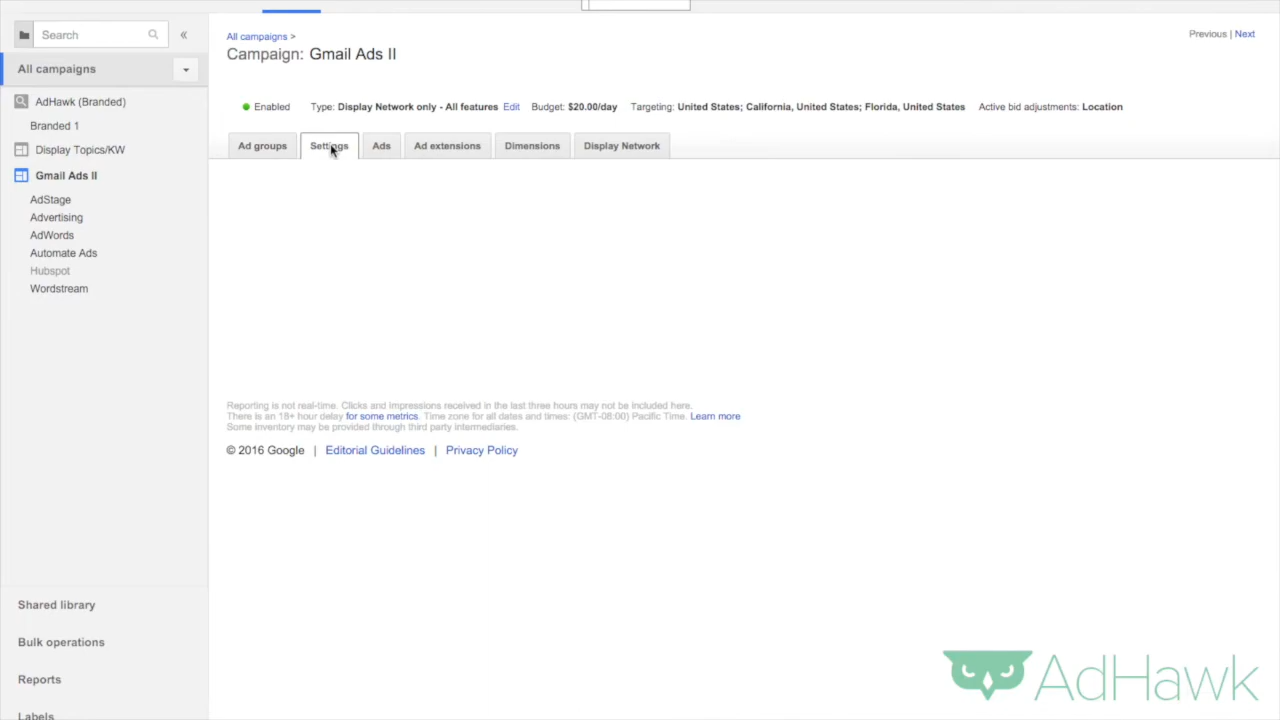 Search
All campaigns
AdHawk (Branded)
Branded 1
Display Topics/KW
Gmail Ads II
AdStage
Advertising
AdWords
Automate Ads
Hubspot
Wordstream
Shared library
Bulk operations
Reports
Labels
All campaigns >
Previous | Next
Campaign: Gmail Ads II
Enabled Type: Display Network only - All features Edit Budget: $20.00/day Targeting: United States; California, United States; Florida, United States Active bid adjustments: Location
Ad groups Settings Ads Ad extensions Dimensions Display Network
Reporting is not real-time. Clicks and impressions received in the last three hours may not be included here.
There is an 18+ hour delay for some metrics. Time zone for all dates and times: (GMT-08:00) Pacific Time. Learn more
Some inventory may be provided through third party intermediaries.
© 2016 Google | Editorial Guidelines | Privacy Policy
AdHawk